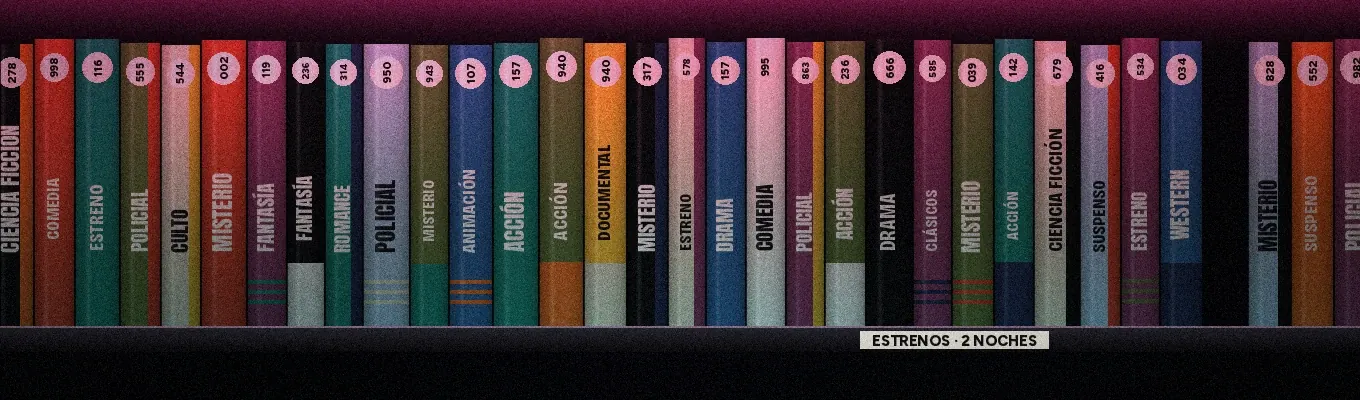 278
CIENCIA FICCION
998
COMEDIA
116
ESTRENO
555
POLICIAL
544
CULTO
002
MISTERIO
119
FANTASÍA
236
FANTASÍA
314
ROMANCE
950
POLICIAL
943
MISTERIO
107
ANIMACIÓN
157
ACCIÓN
940
ACCIÓN
940
DOCUMENTAL
317
MISTERIO
578
ESTRENO
157
DRAMA
995
COMEDIA
863
POLICIAL
236
ACCIÓN
666
DRAMA
585
CLÁSICOS
039
MISTERIO
142
ACCIÓN
679
CIENCIA FICCIÓN
416
SUSPENSO
534
ESTRENO
034
WESTERN
828
MISTERIO
552
SUSPENSO
982
POLICIAL
ESTRENOS · 2 NOCHES